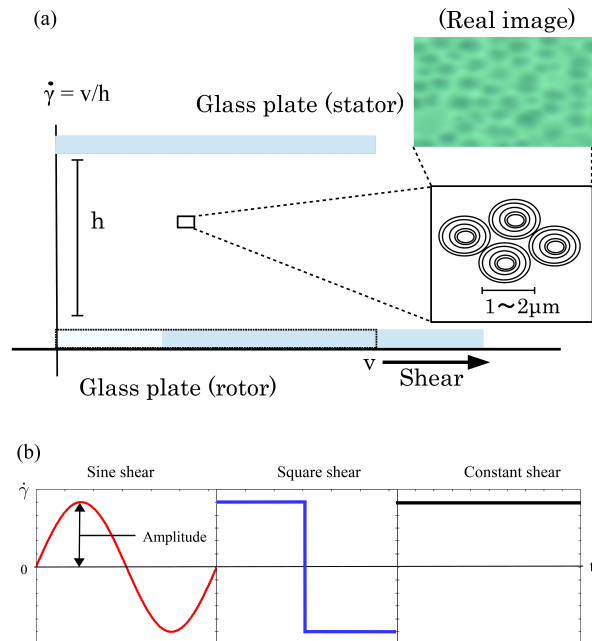 (a)
(Real image)
γ̇ = v/h
Glass plate (stator)
h
1〜2μm
v
Shear
Glass plate (rotor)
(b)
Sine shear
Square shear
Constant shear
γ̇
Amplitude
0
t